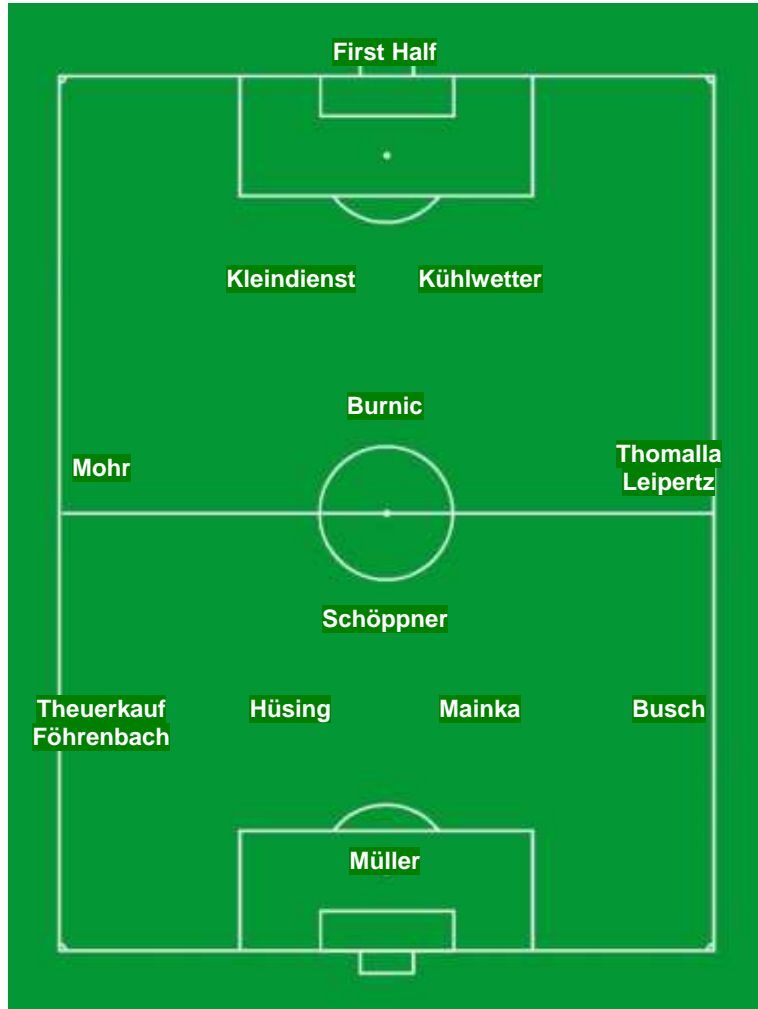 First Half
Kleindienst Kühlwetter
Burnic
Mohr
Thomalla
Leipertz
Schöppner
Theuerkauf
Föhrenbach
Hüsing
Mainka
Busch
Müller